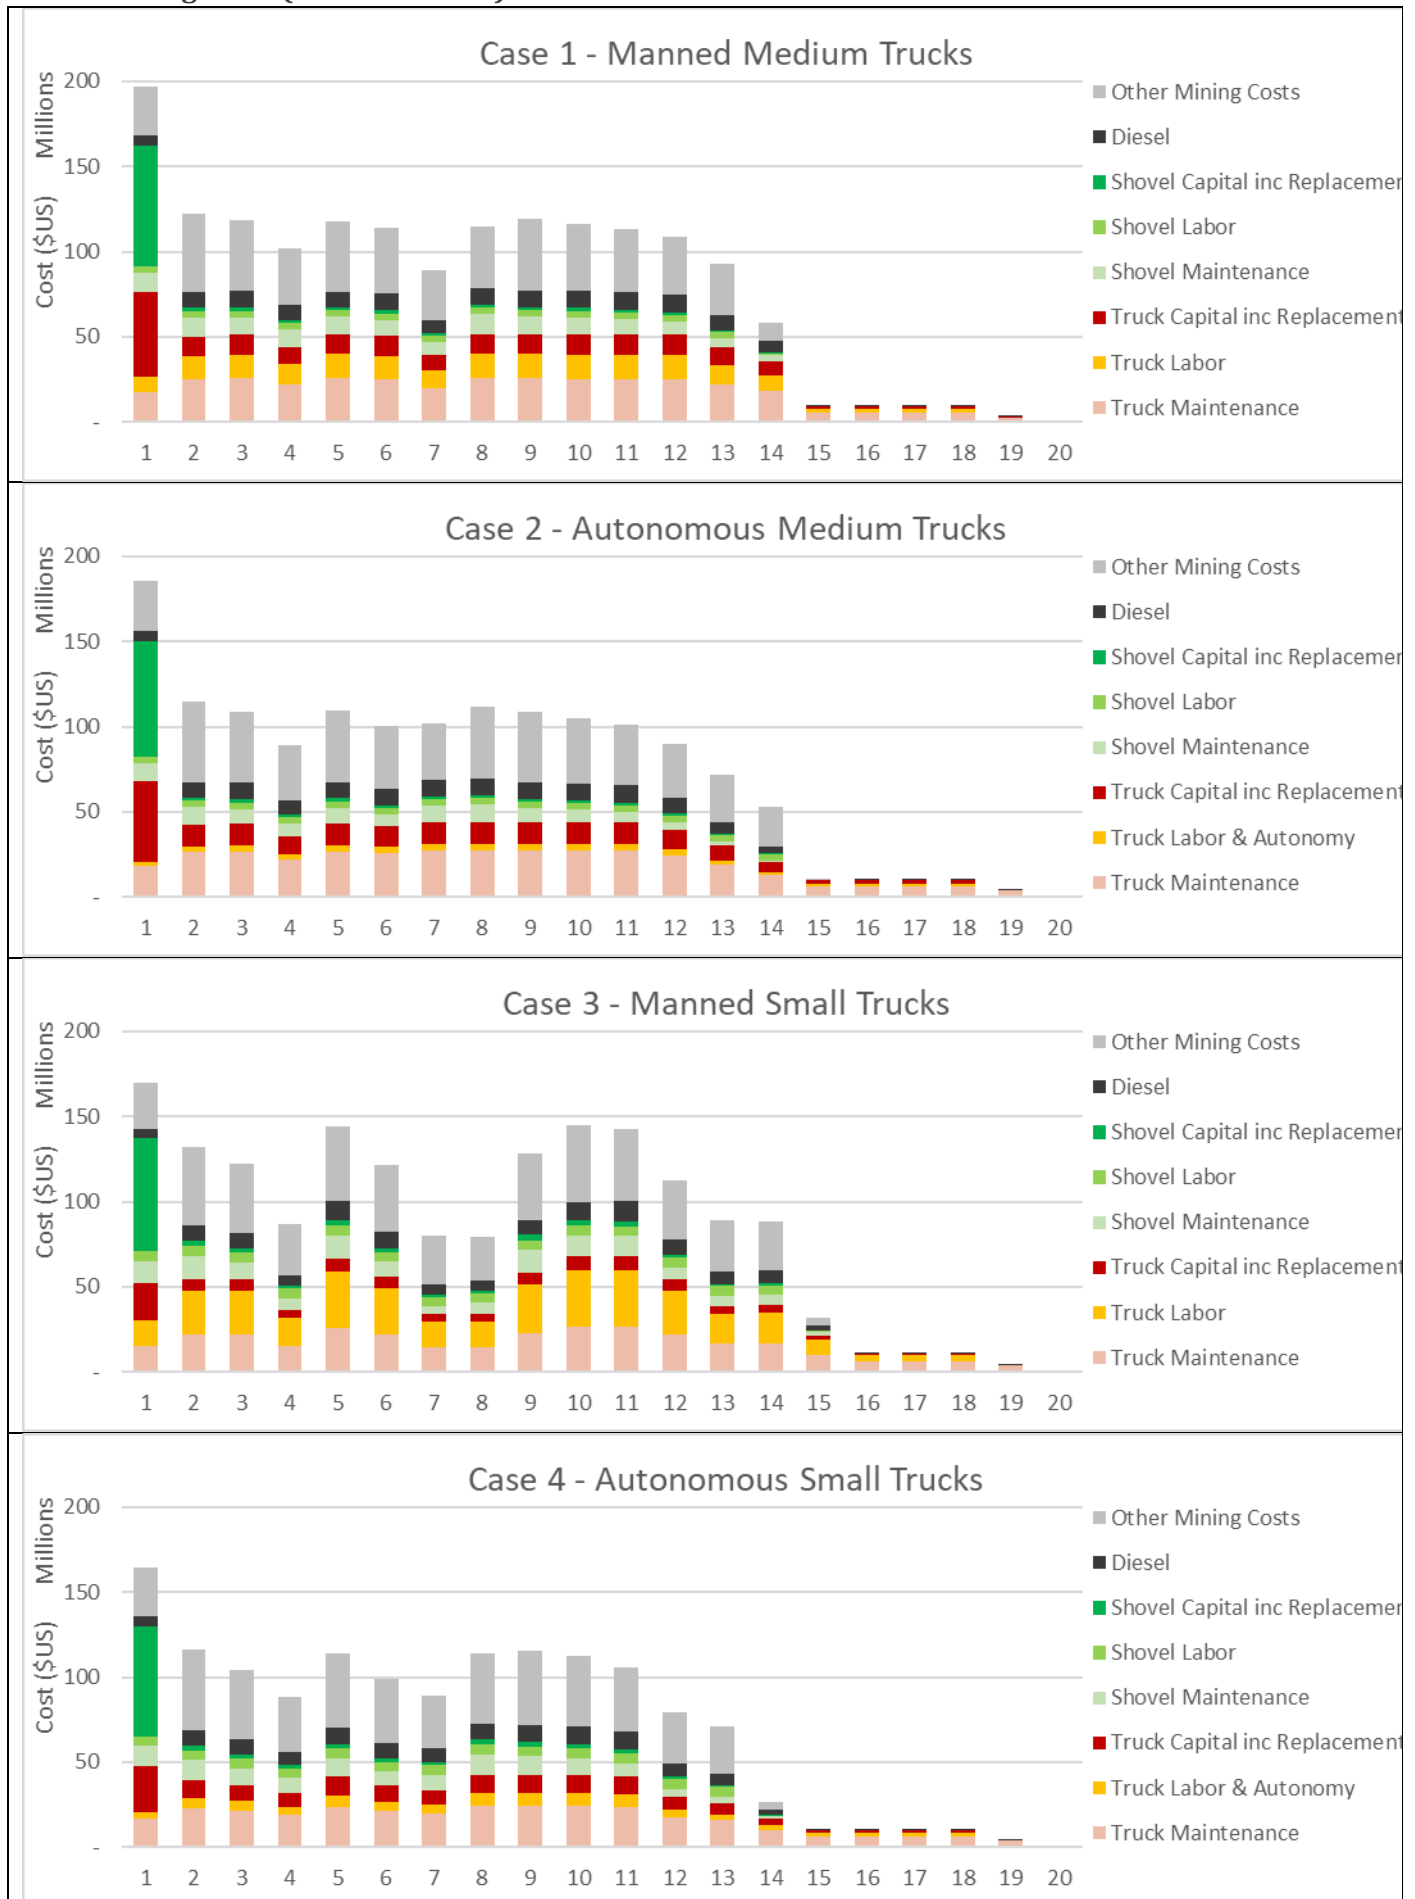 Case 1 - Manned Medium Trucks
Millions
Cost ($US)
200
150
100
50
-
1 2 3 4 5 6 7 8 9 10 11 12 13 14 15 16 17 18 19 20
Other Mining Costs
Diesel
Shovel Capital inc Replacemer
Shovel Labor
Shovel Maintenance
Truck Capital inc Replacement
Truck Labor
Truck Maintenance
Case 2 - Autonomous Medium Trucks
Millions
Cost ($US)
200
150
100
50
-
1 2 3 4 5 6 7 8 9 10 11 12 13 14 15 16 17 18 19 20
Other Mining Costs
Diesel
Shovel Capital inc Replacemer
Shovel Labor
Shovel Maintenance
Truck Capital inc Replacement
Truck Labor & Autonomy
Truck Maintenance
Case 3 - Manned Small Trucks
Millions
Cost ($US)
200
150
100
50
-
1 2 3 4 5 6 7 8 9 10 11 12 13 14 15 16 17 18 19 20
Other Mining Costs
Diesel
Shovel Capital inc Replacemer
Shovel Labor
Shovel Maintenance
Truck Capital inc Replacement
Truck Labor
Truck Maintenance
Case 4 - Autonomous Small Trucks
Millions
Cost ($US)
200
150
100
50
-
1 2 3 4 5 6 7 8 9 10 11 12 13 14 15 16 17 18 19 20
Other Mining Costs
Diesel
Shovel Capital inc Replacemer
Shovel Labor
Shovel Maintenance
Truck Capital inc Replacement
Truck Labor & Autonomy
Truck Maintenance